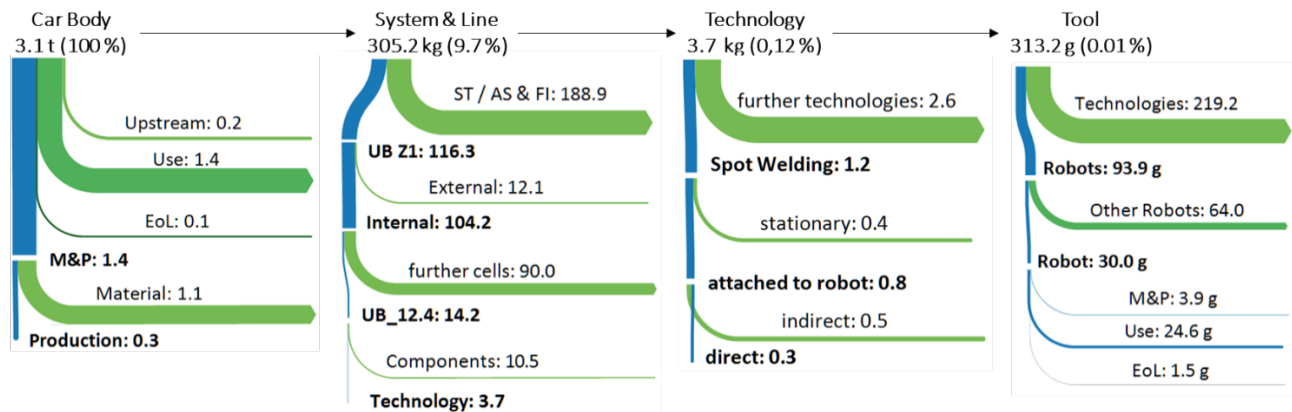 Car Body
3.1 t (100 %)
Upstream: 0.2
Use: 1.4
EoL: 0.1
M&P: 1.4
Material: 1.1
Production: 0.3
System & Line
305.2 kg (9.7%)
ST / AS & FI: 188.9
UB Z1: 116.3
External: 12.1
Internal: 104.2
further cells: 90.0
UB_12.4: 14.2
Components: 10.5
Technology: 3.7
Technology
3.7 kg (0,12 %)
further technologies: 2.6
Spot Welding: 1.2
stationary: 0.4
attached to robot: 0.8
indirect: 0.5
direct: 0.3
Tool
313.2 g (0.01 %)
Technologies: 219.2
Robots: 93.9 g
Other Robots: 64.0
Robot: 30.0 g
M&P: 3.9 g
Use: 24.6 g
EoL: 1.5 g